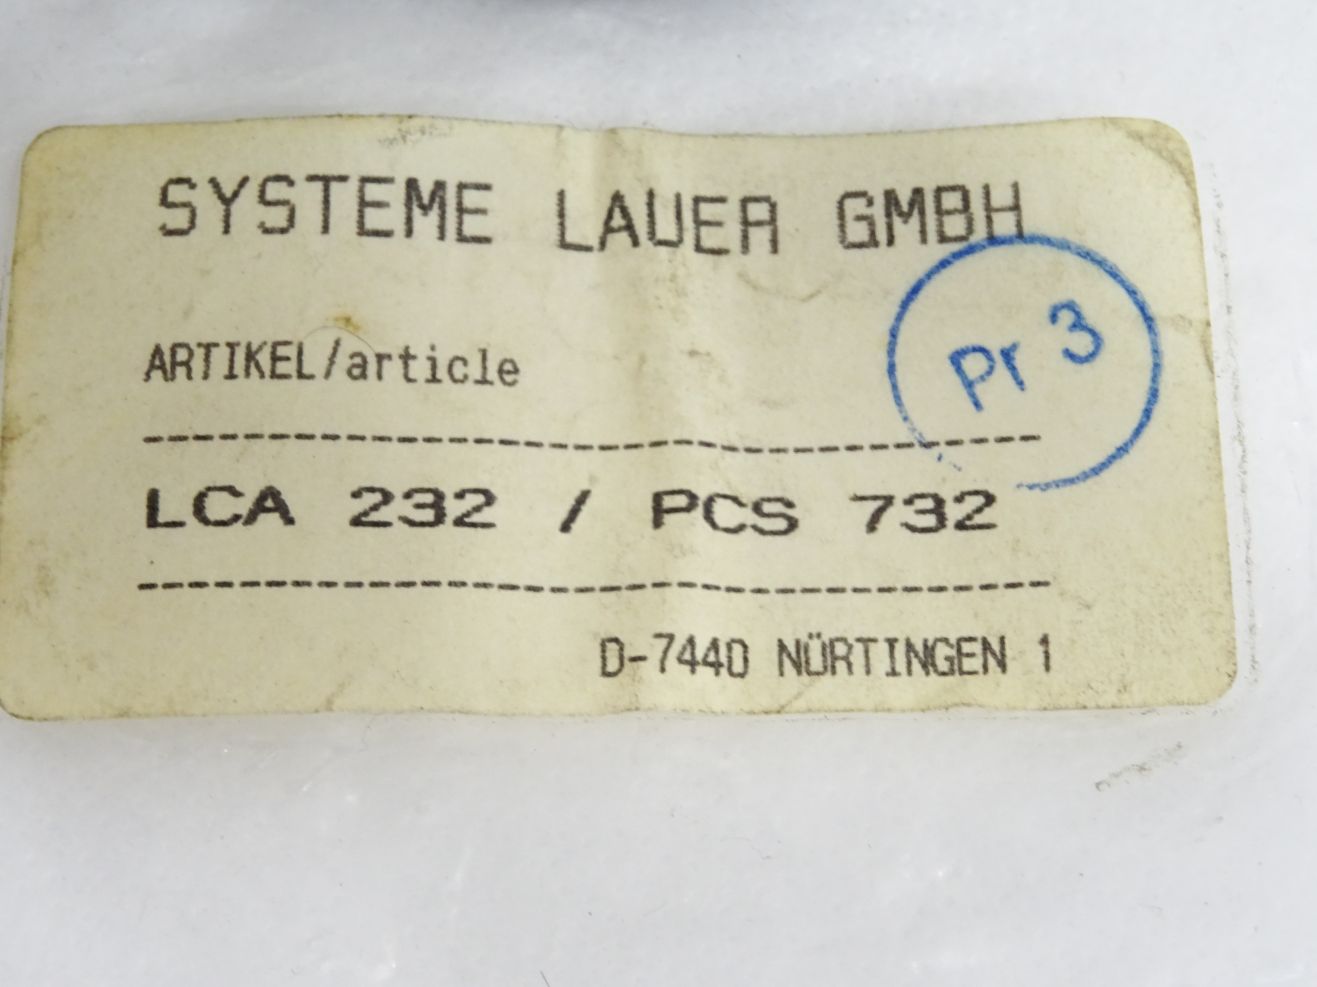 SYSTEME LAUER GMBH
Pr 3
ARTIKEL/article
------------------------------------
LCA 232 / PCS 732
------------------------------------
D-7440 NÜRTINGEN 1